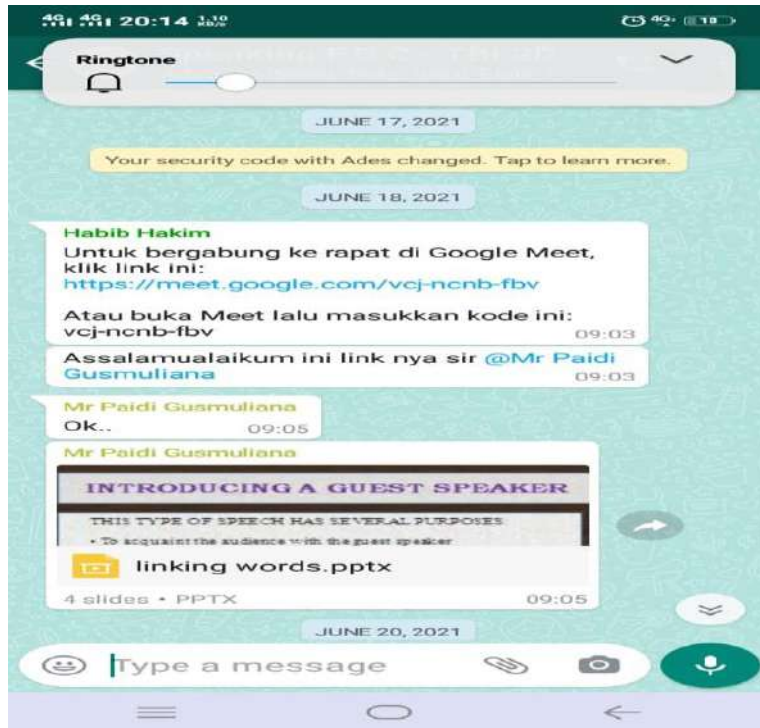 20:14 1.10 KB/s 4G+ 18
Ringtone
JUNE 17, 2021
Your security code with Ades changed. Tap to learn more.
JUNE 18, 2021
Habib Hakim
Untuk bergabung ke rapat di Google Meet,
klik link ini:
https://meet.google.com/vcj-ncnb-fbv
Atau buka Meet lalu masukkan kode ini:
vcj-ncnb-fbv 09:03
Assalamualaikum ini link nya sir @Mr Paidi
Gusmuliana 09:03
Mr Paidi Gusmuliana
Ok.. 09:05
Mr Paidi Gusmuliana
INTRODUCING A GUEST SPEAKER
THIS TYPE OF SPEECH HAS SEVERAL PURPOSES:
• To acquaint the audience with the guest speaker
linking words.pptx
4 slides • PPTX 09:05
JUNE 20, 2021
Type a message